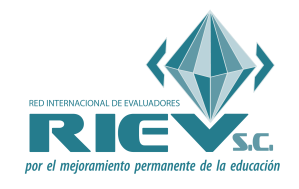 RED INTERNACIONAL DE EVALUADORES
RIEV S.C.
por el mejoramiento permanente de la educación